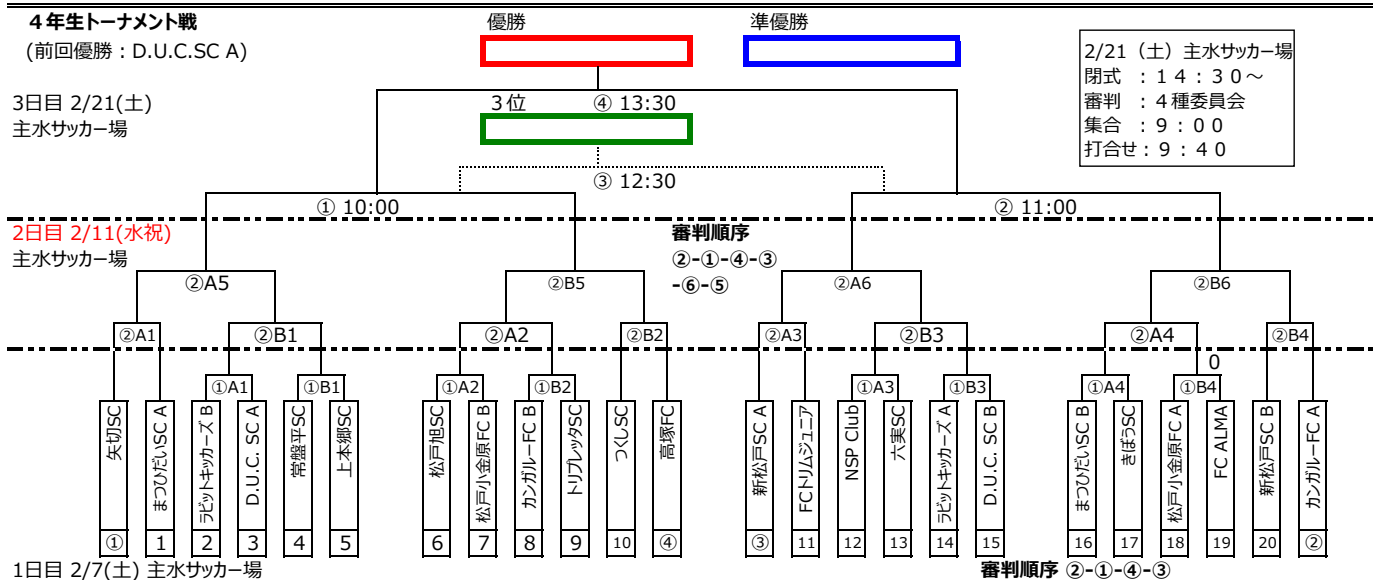 ４年生トーナメント戦
優勝
準優勝
(前回優勝：D.U.C.SC A)
2/21（土）主水サッカー場
閉式 ：１４：３０～
審判 ：４種委員会
集合 ：９：００
打合せ：９：４０
3日目 2/21(土)
主水サッカー場
３位
④ 13:30
③ 12:30
① 10:00
② 11:00
2日目 2/11(水祝)
主水サッカー場
審判順序
②-①-④-③
-⑥-⑤
②A5
②B5
②A6
②B6
②A1
②B1
②A2
②B2
②A3
②B3
②A4
②B4
0
①A1
①B1
①A2
①B2
①A3
①B3
①A4
①B4
矢切SC
まつひだいSC A
ラビットキッカーズ B
D.U.C. SC A
常盤平SC
上本郷SC
松戸旭SC
松戸小金原FC B
カンガルーFC B
トリプレッタSC
つくしSC
高塚FC
新松戸SC A
FCトリムジュニア
NSP Club
六実SC
ラビットキッカーズ A
D.U.C. SC B
まつひだいSC B
きぼうSC
松戸小金原FC A
FC ALMA
新松戸SC B
カンガルーFC A
① 1 2 3 4 5 6 7 8 9 10 ④ ③ 11 12 13 14 15 16 17 18 19 20 ②
1日目 2/7(土) 主水サッカー場
審判順序 ②-①-④-③